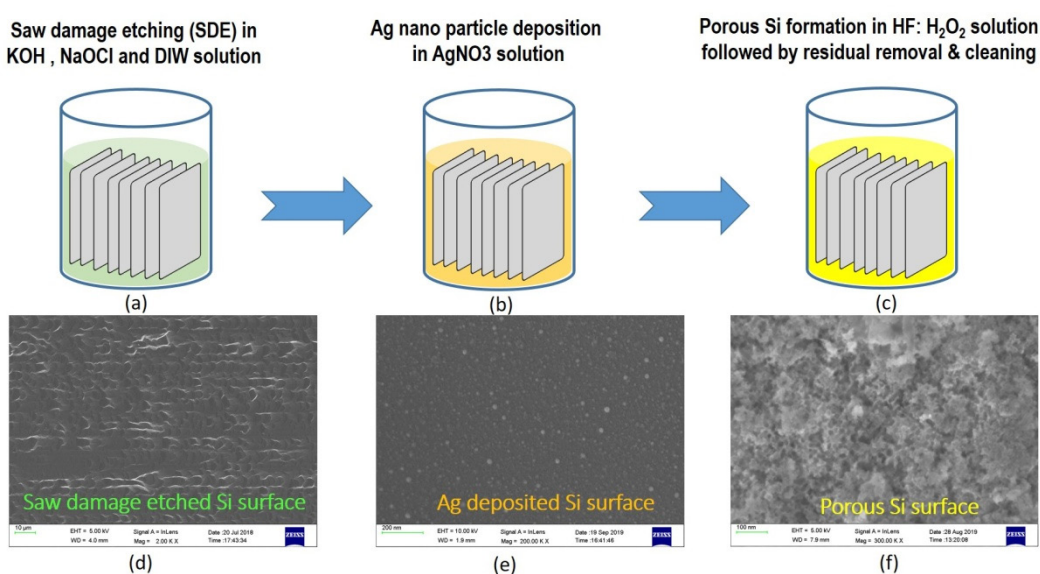 Saw damage etching (SDE) in
KOH , NaOCl and DIW solution
Ag nano particle deposition
in AgNO3 solution
Porous Si formation in HF: H₂O₂ solution
followed by residual removal & cleaning
(a)
(b)
(c)
Saw damage etched Si surface
10 µm
EHT = 5.00 kV
WD = 4.0 mm
Signal A = InLens
Mag = 2.00 K X
Date :20 Jul 2018
Time :17:43:34
ZEISS
Ag deposited Si surface
200 nm
EHT = 10.00 kV
WD = 1.9 mm
Signal A = InLens
Mag = 200.00 K X
Date :19 Sep 2019
Time :16:41:46
ZEISS
Porous Si surface
100 nm
EHT = 5.00 kV
WD = 7.9 mm
Signal A = InLens
Mag = 300.00 K X
Date :28 Aug 2019
Time :13:20:08
ZEISS
(d)
(e)
(f)